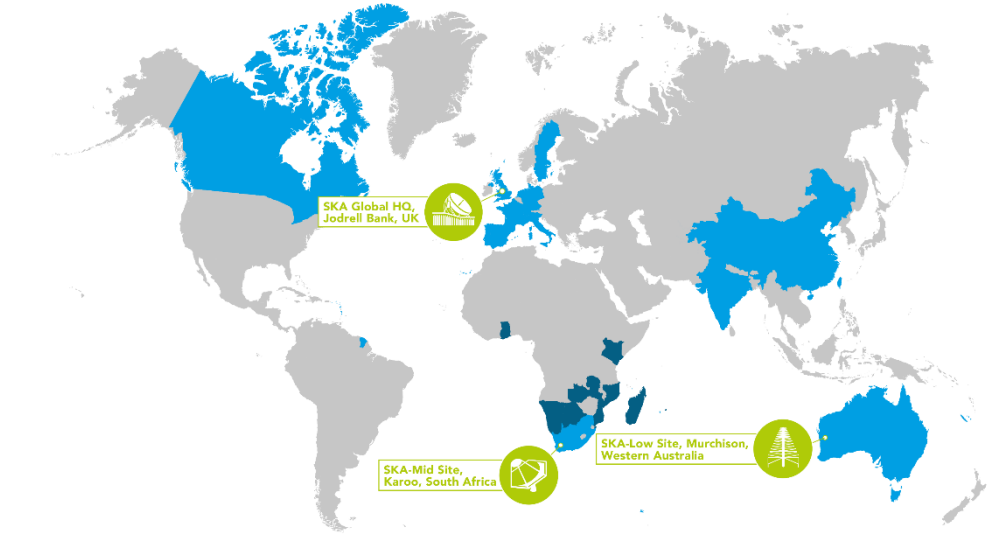 SKA Global HQ,
Jodrell Bank, UK
SKA-Low Site, Murchison,
Western Australia
SKA-Mid Site,
Karoo, South Africa